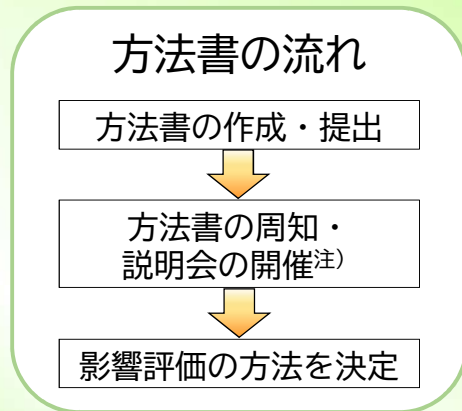 方法書の流れ
方法書の作成・提出
方法書の周知・
説明会の開催注）
影響評価の方法を決定